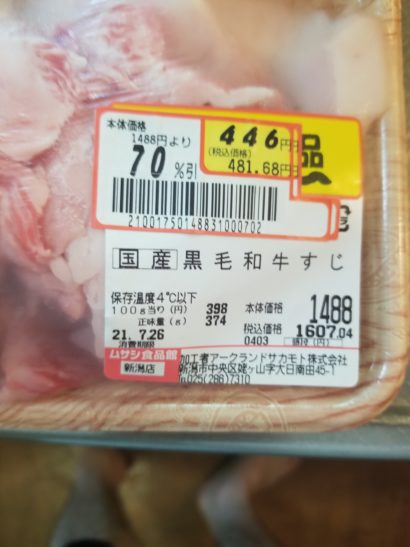 本体価格
1488円より
70 %引
446円
(税込価格)
481.68円
品
2100175014883100070２
国産 黒毛和牛すじ
保存温度4℃以下
100g当り(円) 398
正味量(g) 374
本体価格 1488
税込価格 1607.04
21.7.26
消費期限
0403
ムサシ食品館
新潟店
加工者アークランドサカモト株式会社
新潟市中央区姥ヶ山字大日南田45-1
℡025(286)7310